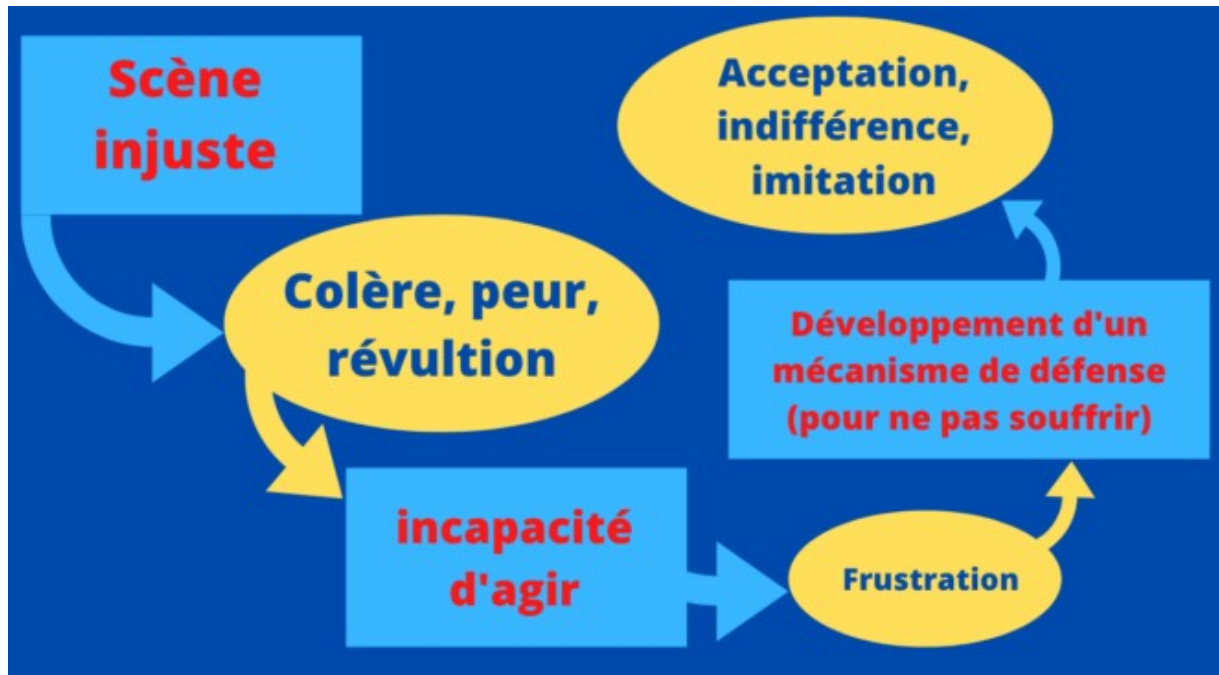 Scène
injuste
Colère, peur,
révultion
incapacité
d'agir
Frustration
Développement d'un
mécanisme de défense
(pour ne pas souffrir)
Acceptation,
indifférence,
imitation